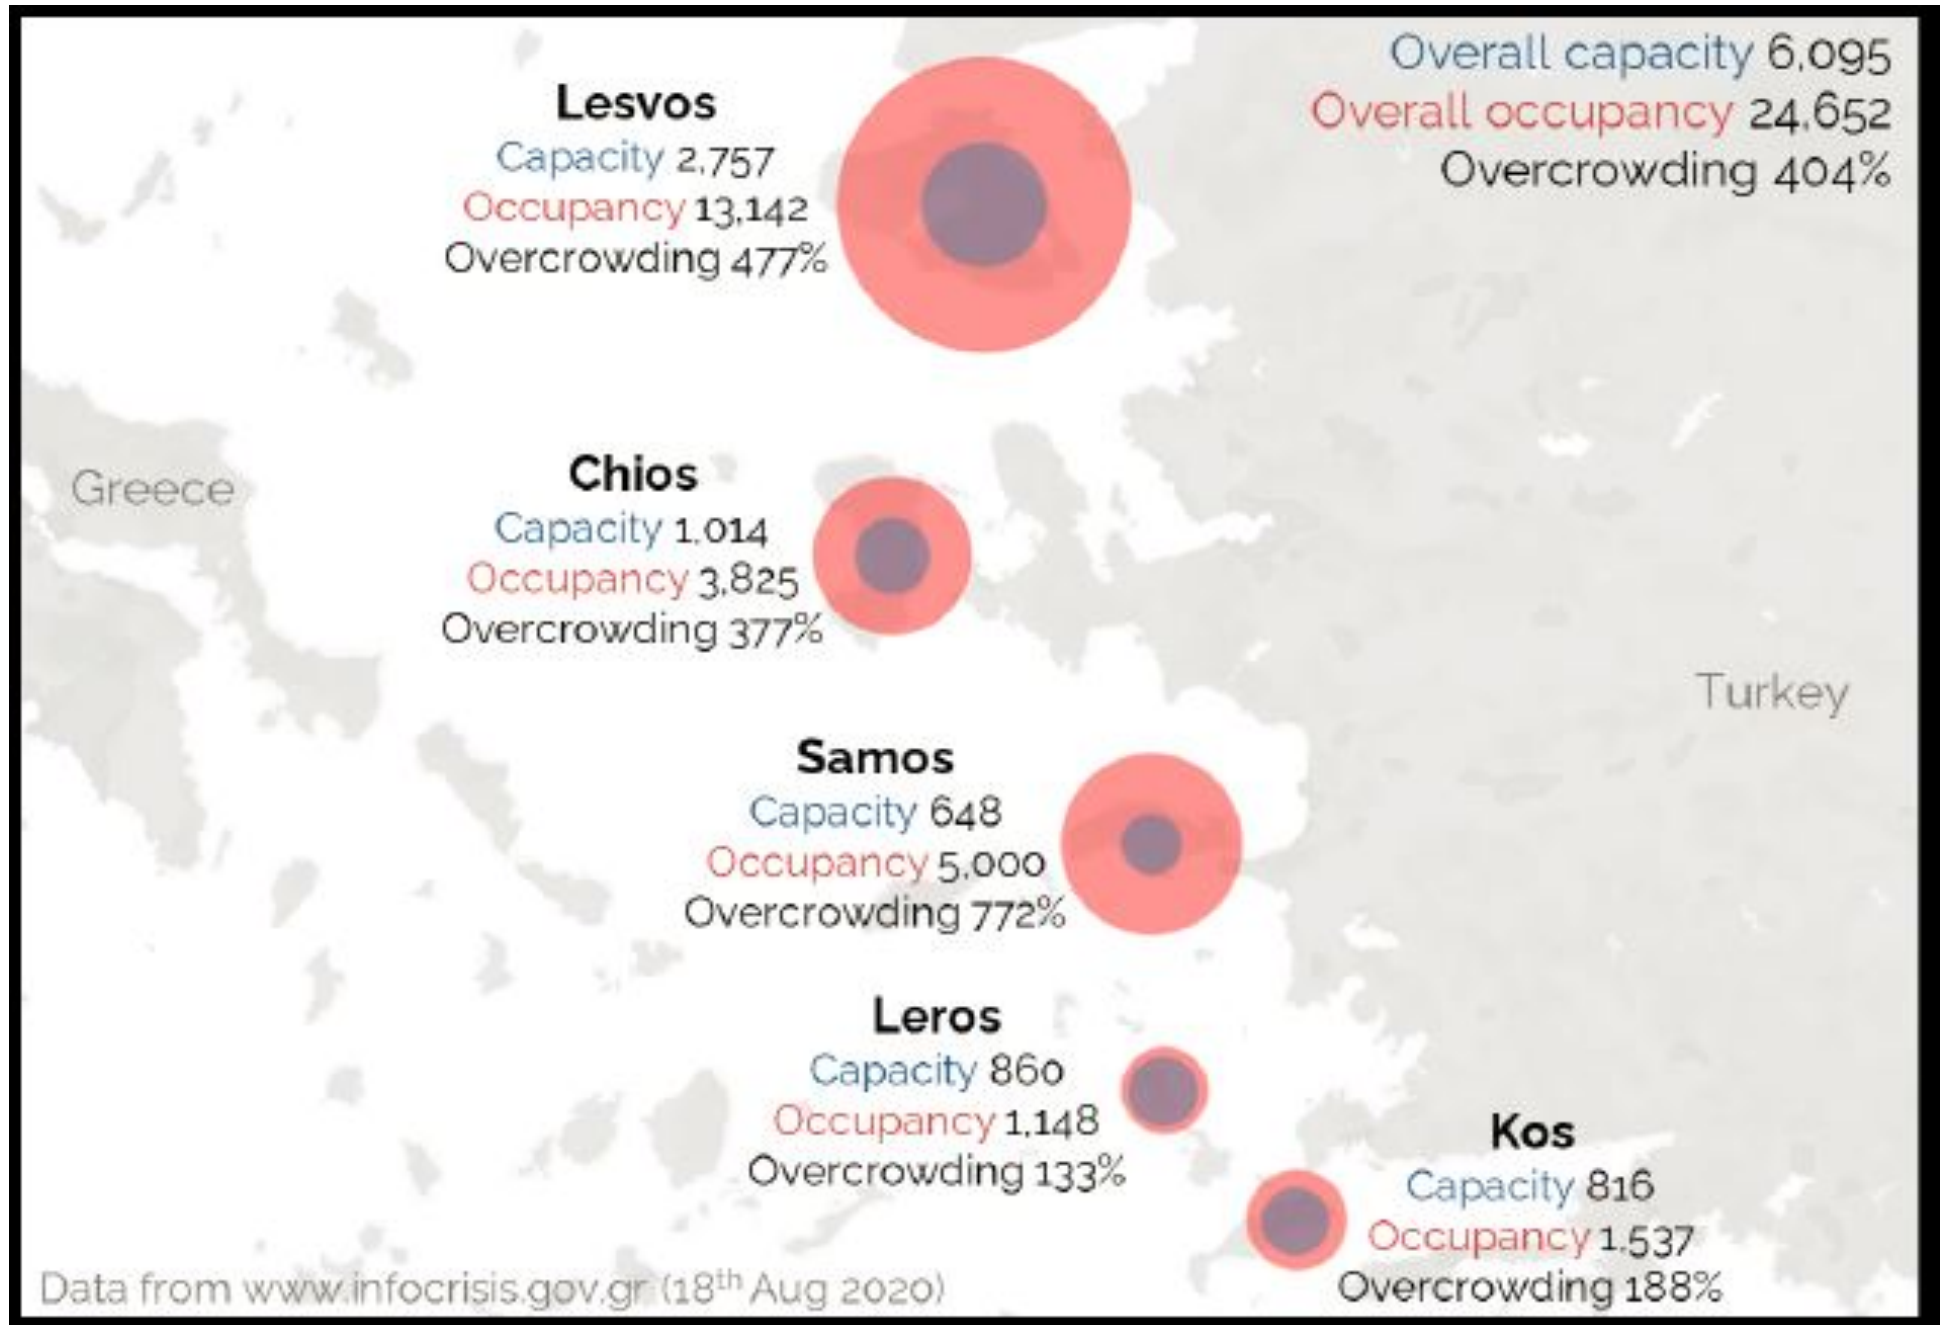 Overall capacity 6,095
Overall occupancy 24,652
Overcrowding 404%
Lesvos
Capacity 2,757
Occupancy 13,142
Overcrowding 477%
Greece
Chios
Capacity 1,014
Occupancy 3,825
Overcrowding 377%
Turkey
Samos
Capacity 648
Occupancy 5,000
Overcrowding 772%
Leros
Capacity 860
Occupancy 1,148
Overcrowding 133%
Kos
Capacity 816
Occupancy 1,537
Overcrowding 188%
Data from www.infocrisis.gov.gr (18th Aug 2020)